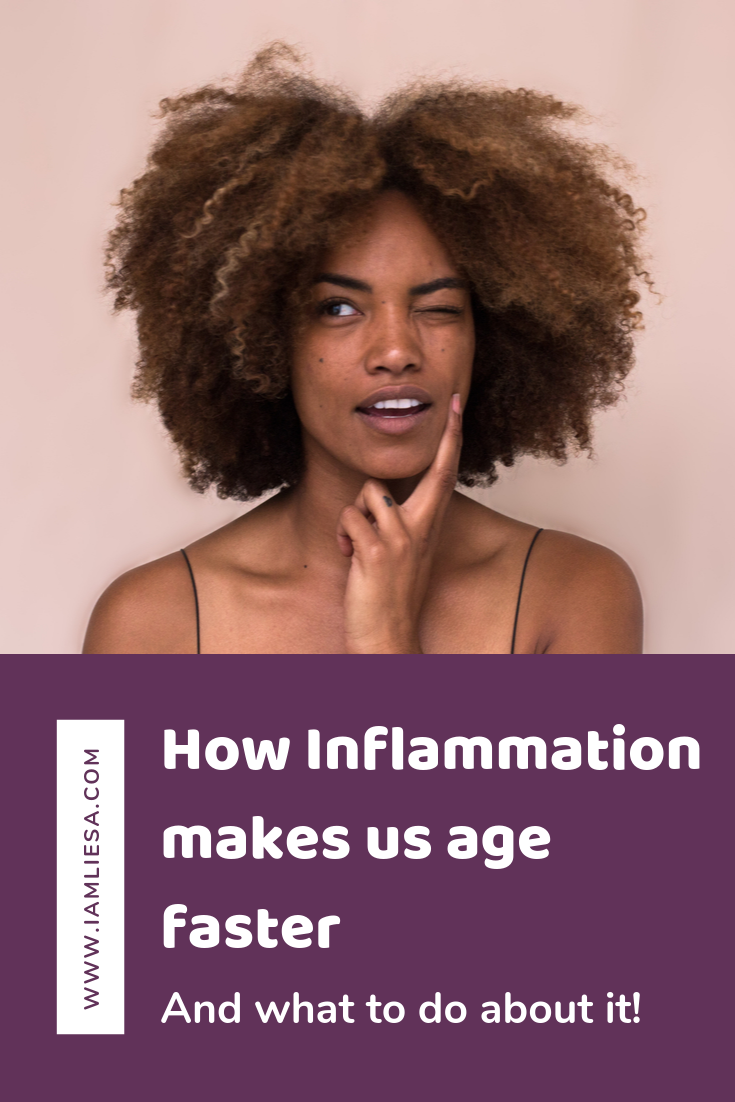 How Inflammation
makes us age
faster
And what to do about it!
WWW.IAMLIESA.COM